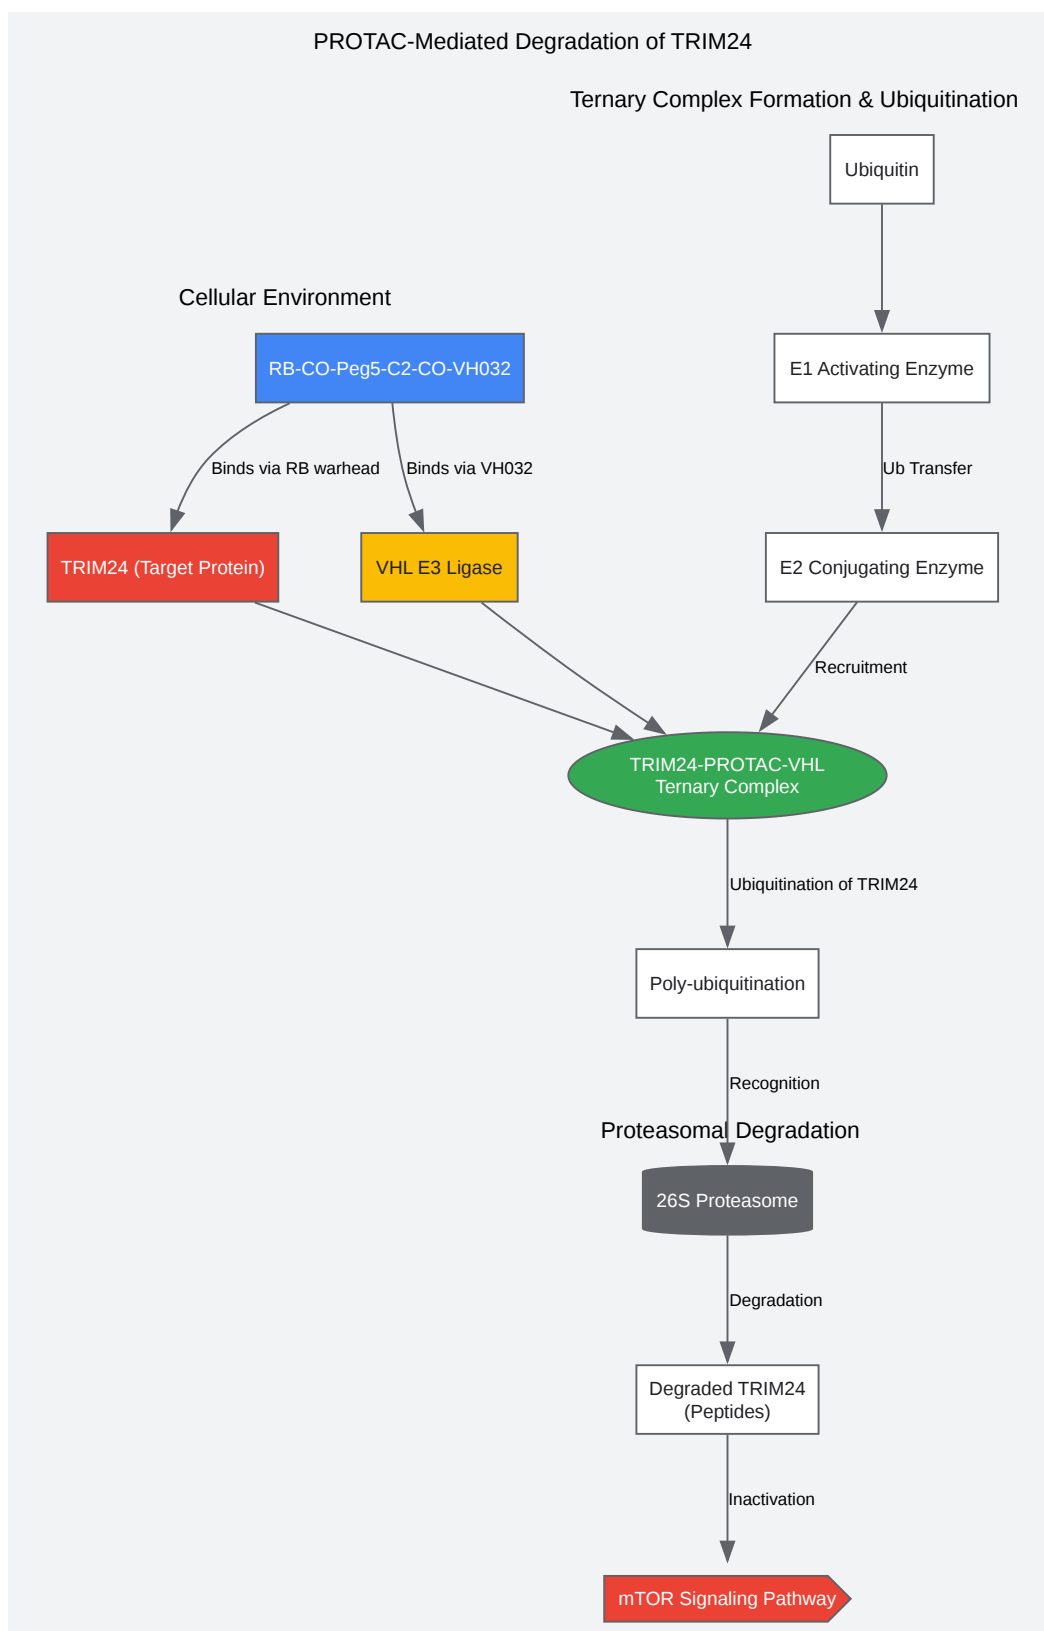 PROTAC-Mediated Degradation of TRIM24
Ternary Complex Formation & Ubiquitination
Ubiquitin
Cellular Environment
RB-CO-Peg5-C2-CO-VH032
E1 Activating Enzyme
Binds via RB warhead
Binds via VH032
Ub Transfer
TRIM24 (Target Protein)
VHL E3 Ligase
E2 Conjugating Enzyme
Recruitment
TRIM24-PROTAC-VHL
Ternary Complex
Ubiquitination of TRIM24
Poly-ubiquitination
Recognition
Proteasomal Degradation
26S Proteasome
Degradation
Degraded TRIM24
(Peptides)
Inactivation
mTOR Signaling Pathway